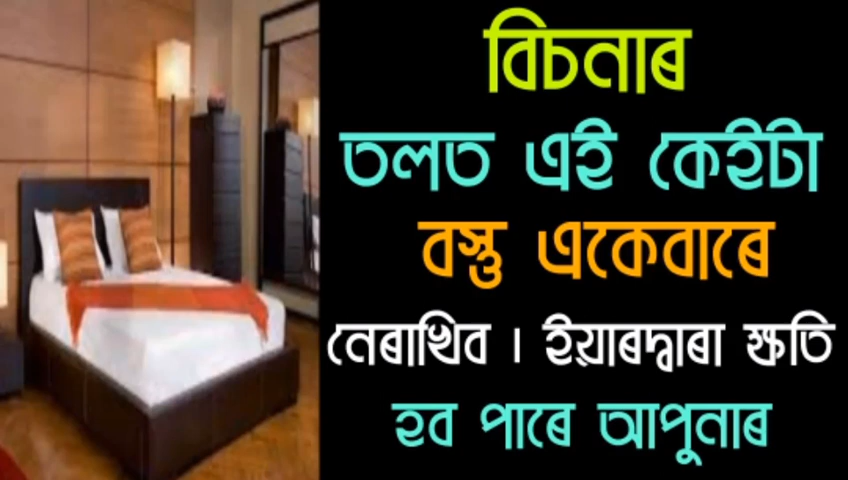 বিচনাৰ
তলত এই কেইটা
বস্তু একেবাৰে
নেৰাখিব । ইয়াৰদ্বাৰা ক্ষতি
হব পাৰে আপুনাৰ